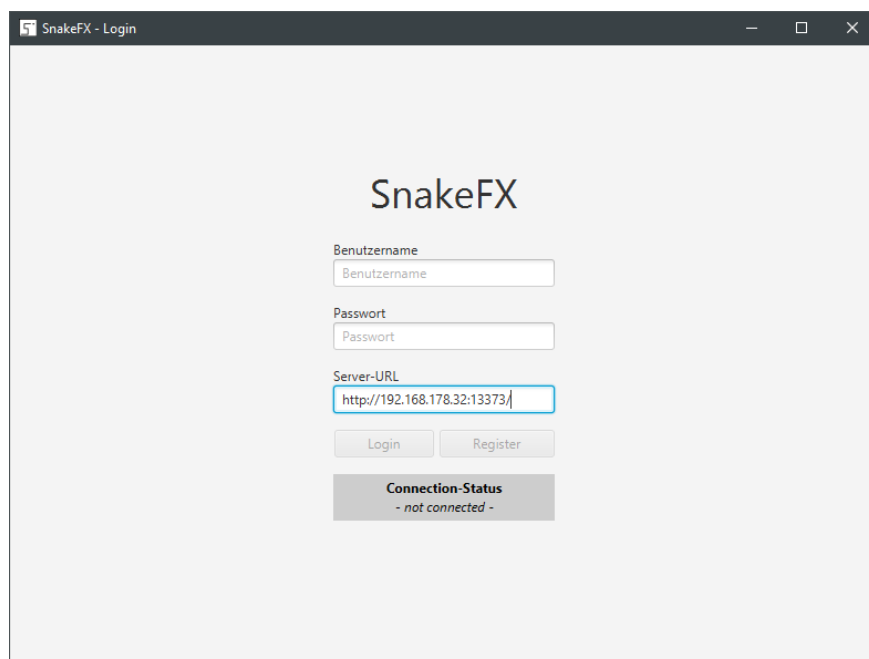 SnakeFX - Login
SnakeFX
Benutzername
Benutzername
Passwort
Passwort
Server-URL
http://192.168.178.32:13373/
Login Register
Connection-Status
- not connected -